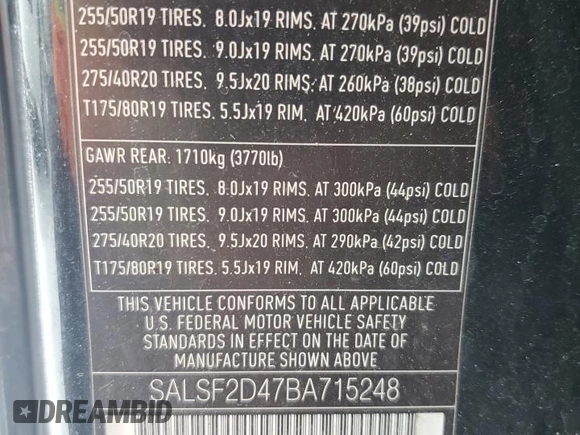 255/50R19 TIRES. 8.0Jx19 RIMS. AT 270kPa (39psi) COLD
255/50R19 TIRES. 9.0Jx19 RIMS. AT 270kPa (39psi) COLD
275/40R20 TIRES. 9.5Jx20 RIMS. AT 260kPa (38psi) COLD
T175/80R19 TIRES. 5.5Jx19 RIM. AT 420kPa (60psi) COLD
GAWR REAR: 1710kg (3770lb)
255/50R19 TIRES. 8.0Jx19 RIMS. AT 300kPa (44psi) COLD
255/50R19 TIRES. 9.0Jx19 RIMS. AT 300kPa (44psi) COLD
275/40R20 TIRES. 9.5Jx20 RIMS. AT 290kPa (42psi) COLD
T175/80R19 TIRES. 5.5Jx19 RIM. AT 420kPa (60psi) COLD
THIS VEHICLE CONFORMS TO ALL APPLICABLE
U.S. FEDERAL MOTOR VEHICLE SAFETY
STANDARDS IN EFFECT ON THE DATE OF
MANUFACTURE SHOWN ABOVE.
SALSF2D47BA715248
DREAMBID